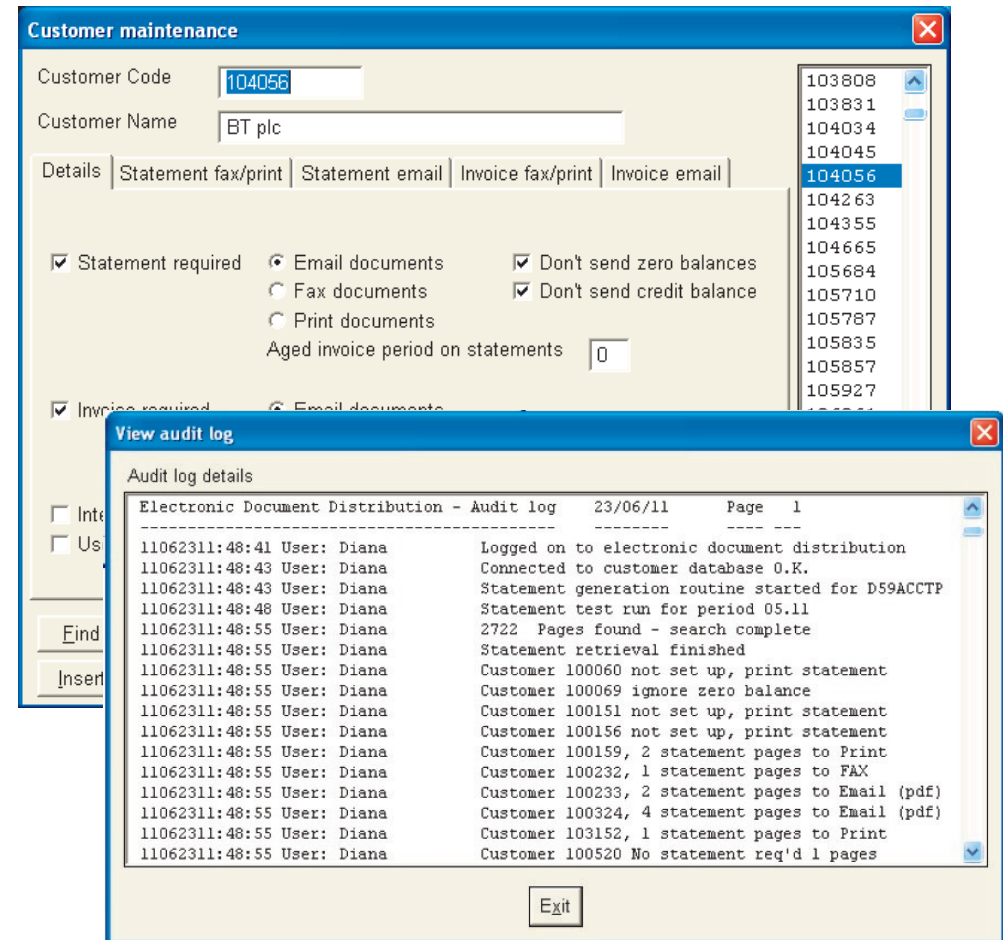 Customer maintenance
Customer Code 104056
Customer Name BT plc
Details Statement fax/print Statement email Invoice fax/print Invoice email
Statement required Email documents Don't send zero balances
Fax documents Don't send credit balance
Print documents
Aged invoice period on statements 0
Invoice required Email documents
Inte
Us
Find
Insert
103808
103831
104034
104045
104056
104263
104355
104665
105684
105710
105787
105835
105857
105927
View audit log
Audit log details
Electronic Document Distribution - Audit log 23/06/11 Page 1
---------------------------------------- --------- ---- ---
11062311:48:41 User: Diana Logged on to electronic document distribution
11062311:48:43 User: Diana Connected to customer database O.K.
11062311:48:43 User: Diana Statement generation routine started for D59ACCTP
11062311:48:48 User: Diana Statement test run for period 05.11
11062311:48:55 User: Diana 2722 Pages found - search complete
11062311:48:55 User: Diana Statement retrieval finished
11062311:48:55 User: Diana Customer 100060 not set up, print statement
11062311:48:55 User: Diana Customer 100069 ignore zero balance
11062311:48:55 User: Diana Customer 100151 not set up, print statement
11062311:48:55 User: Diana Customer 100156 not set up, print statement
11062311:48:55 User: Diana Customer 100159, 2 statement pages to Print
11062311:48:55 User: Diana Customer 100232, 1 statement pages to FAX
11062311:48:55 User: Diana Customer 100233, 2 statement pages to Email (pdf)
11062311:48:55 User: Diana Customer 100324, 4 statement pages to Email (pdf)
11062311:48:55 User: Diana Customer 103152, 1 statement pages to Print
11062311:48:55 User: Diana Customer 100520 No statement req'd 1 pages
Exit